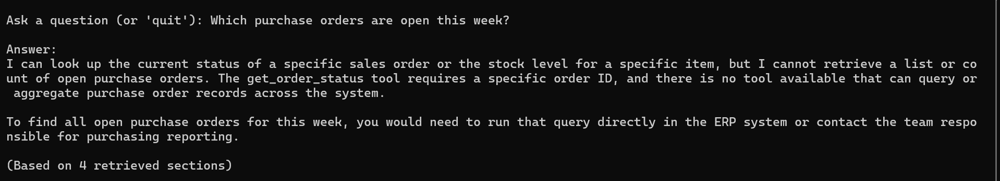 Ask a question (or 'quit'): Which purchase orders are open this week?
Answer:
I can look up the current status of a specific sales order or the stock level for a specific item, but I cannot retrieve a list or co
unt of open purchase orders. The get_order_status tool requires a specific order ID, and there is no tool available that can query or
 aggregate purchase order records across the system.
To find all open purchase orders for this week, you would need to run that query directly in the ERP system or contact the team respo
nsible for purchasing reporting.
(Based on 4 retrieved sections)